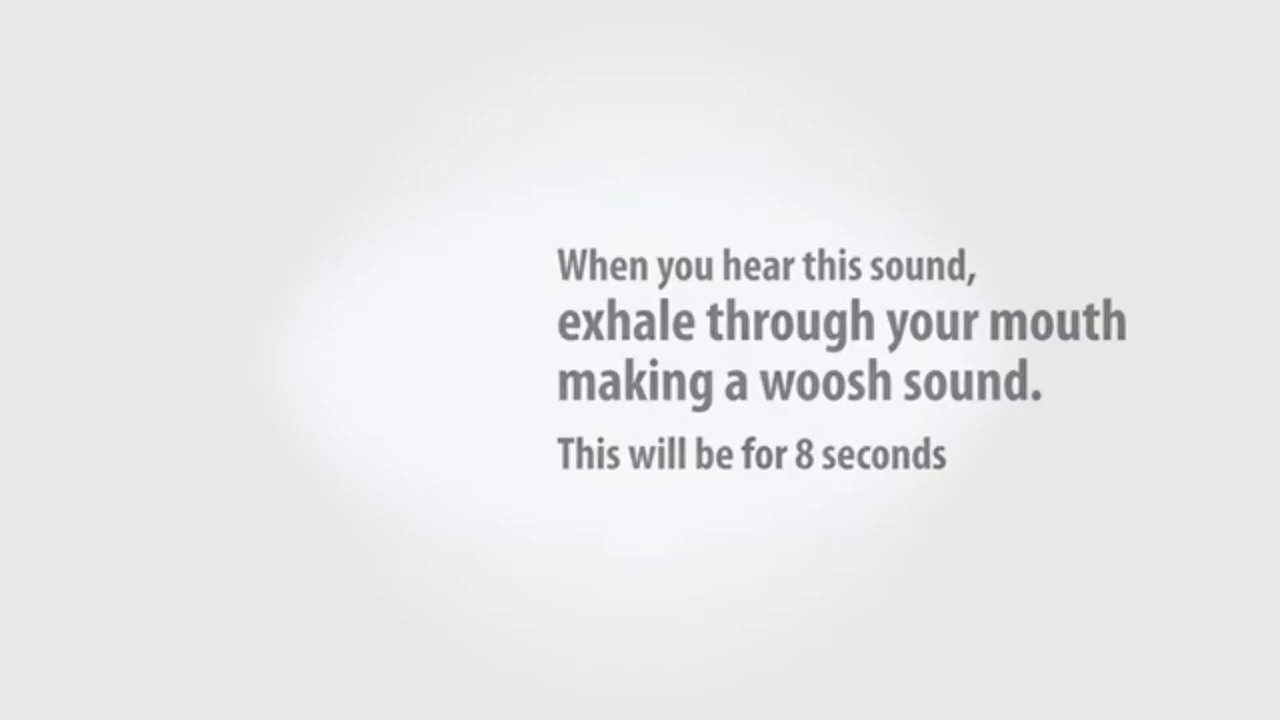 When you hear this sound,
exhale through your mouth
making a woosh sound.
This will be for 8 seconds